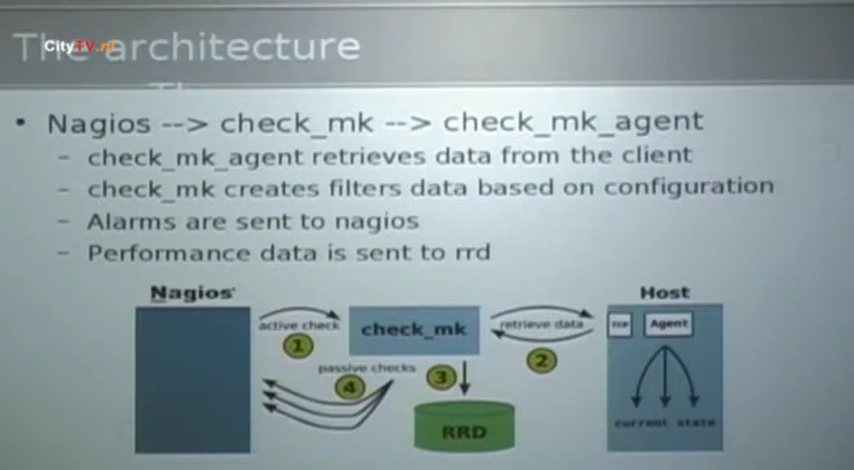 The architecture
CityTV.nl
• Nagios --> check_mk --> check_mk_agent
– check_mk_agent retrieves data from the client
– check_mk creates filters data based on configuration
– Alarms are sent to nagios
– Performance data is sent to rrd
Nagios
Host
active check
check_mk
retrieve data
TCP
Agent
1
2
passive checks
3
4
current state
RRD